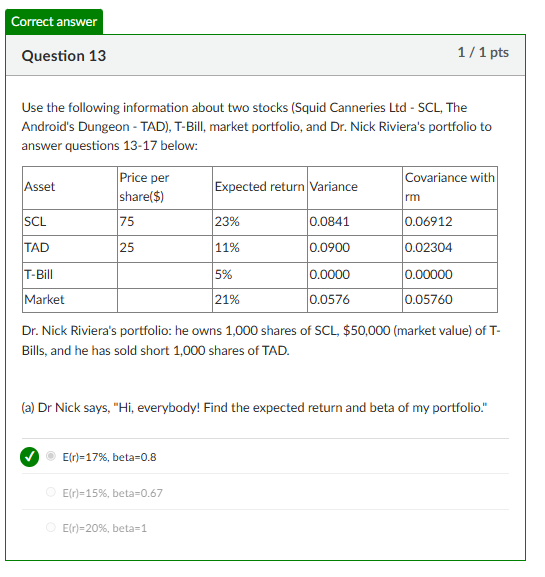 Correct answer
Question 13
1 / 1 pts
Use the following information about two stocks (Squid Canneries Ltd - SCL, The
Android's Dungeon - TAD), T-Bill, market portfolio, and Dr. Nick Riviera's portfolio to
answer questions 13-17 below:
Asset Price per share($) Expected return Variance Covariance with rm
SCL 75 23% 0.0841 0.06912
TAD 25 11% 0.0900 0.02304
T-Bill 5% 0.0000 0.00000
Market 21% 0.0576 0.05760
Dr. Nick Riviera's portfolio: he owns 1,000 shares of SCL, $50,000 (market value) of T-
Bills, and he has sold short 1,000 shares of TAD.
(a) Dr Nick says, "Hi, everybody! Find the expected return and beta of my portfolio."
E(r)=17%, beta=0.8
E(r)=15%, beta=0.67
E(r)=20%, beta=1